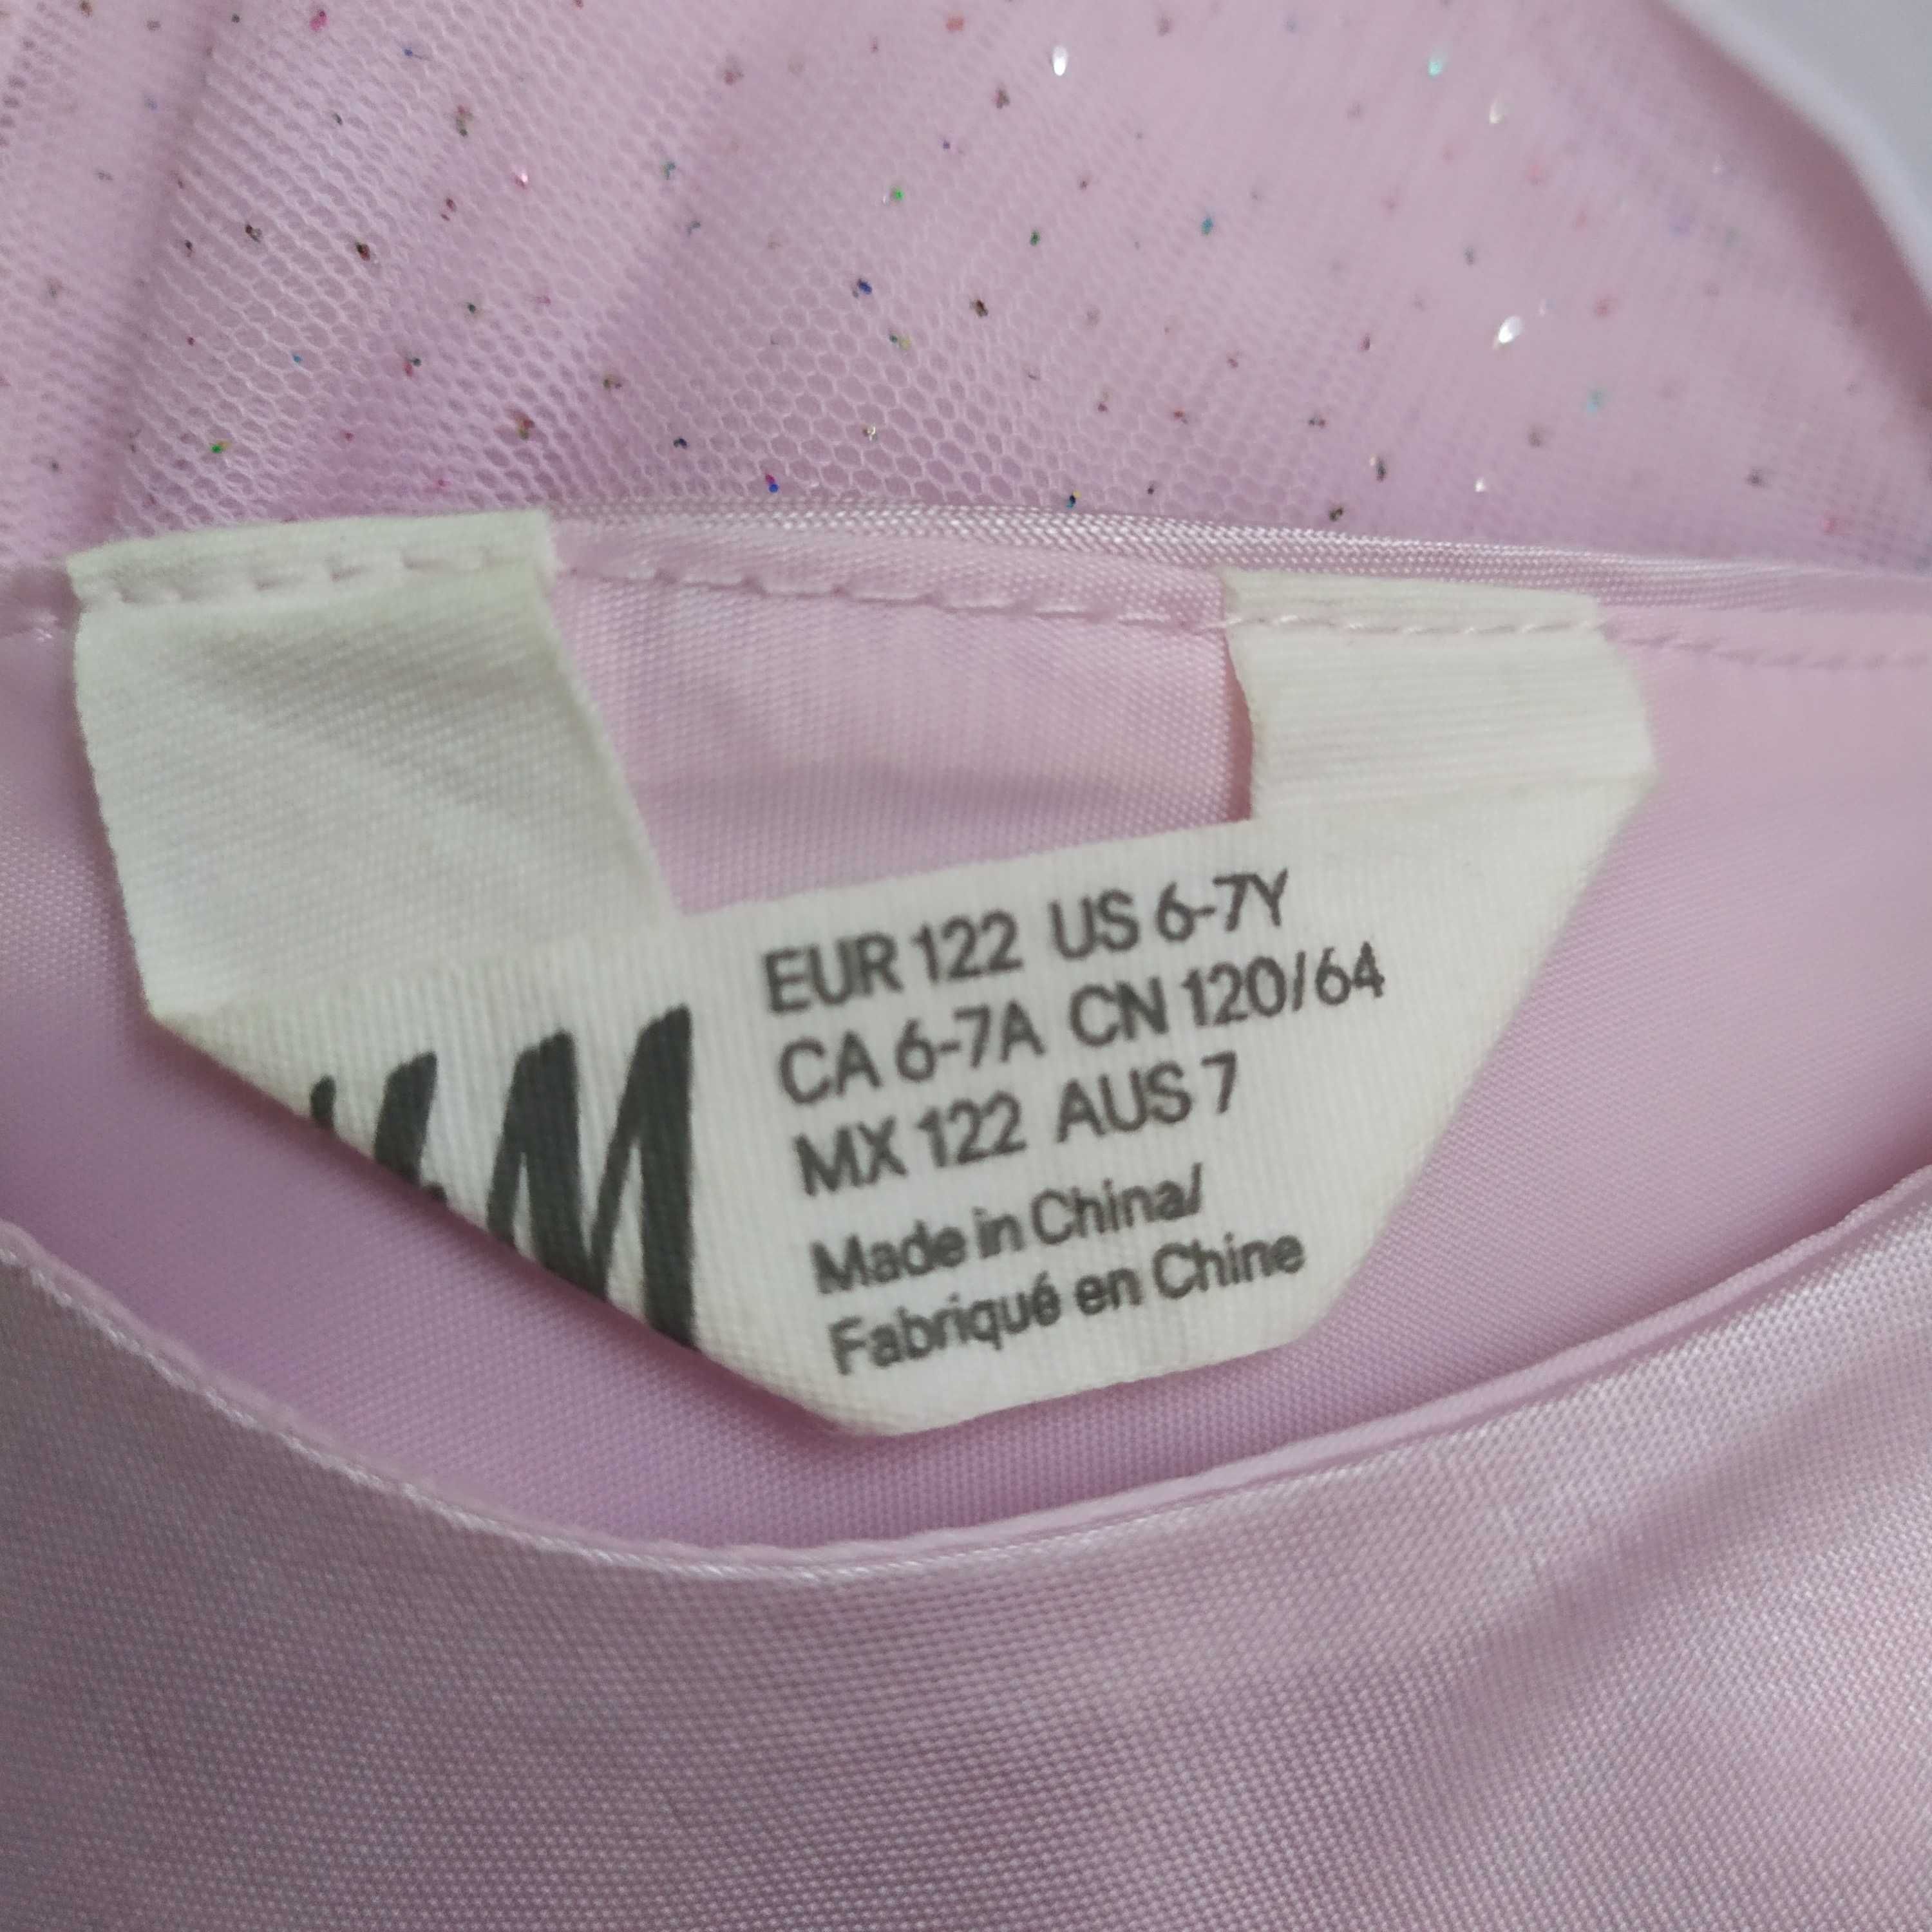 &M
EUR 122 US 6-7Y
CA 6-7A CN 120/64
MX 122 AUS 7
Made in China/
Fabriqué en Chine